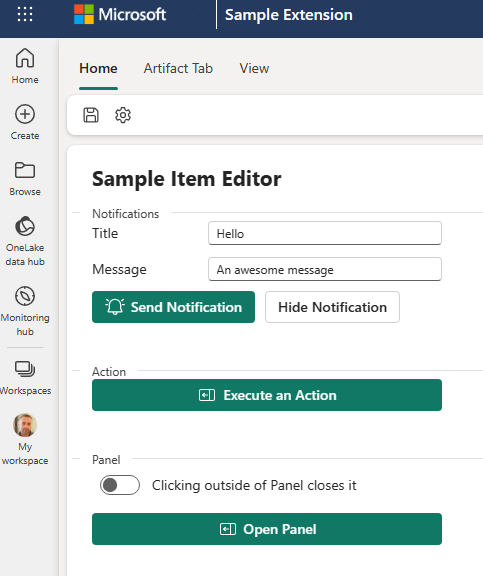 Microsoft
Sample Extension
Home
Create
Browse
OneLake
data hub
Monitoring
hub
Workspaces
My
workspace
Home
Artifact Tab
View
Sample Item Editor
Notifications
Title
Hello
Message
An awesome message
Send Notification
Hide Notification
Action
Execute an Action
Panel
Clicking outside of Panel closes it
Open Panel